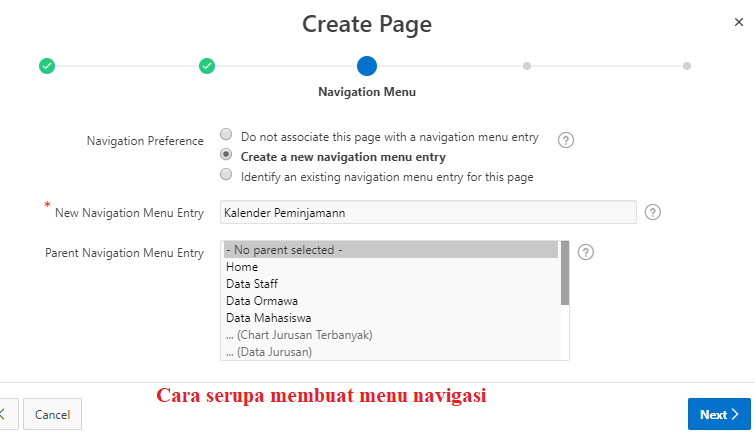 Create Page
×
Navigation Menu
Navigation Preference
Do not associate this page with a navigation menu entry
?
Create a new navigation menu entry
Identify an existing navigation menu entry for this page
* New Navigation Menu Entry
Kalender Peminjamann
?
Parent Navigation Menu Entry
- No parent selected -
?
Home
Data Staff
Data Ormawa
Data Mahasiswa
... (Chart Jurusan Terbanyak)
... (Data Jurusan)
Cara serupa membuat menu navigasi
< Cancel
Next >